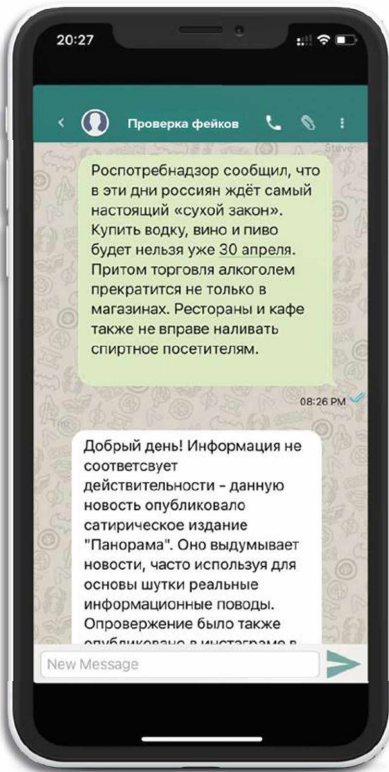 20:27
Проверка фейков
Steve
Роспотребнадзор сообщил, что
в эти дни россиян ждёт самый
настоящий «сухой закон».
Купить водку, вино и пиво
будет нельзя уже 30 апреля.
Притом торговля алкоголем
прекратится не только в
магазинах. Рестораны и кафе
также не вправе наливать
спиртное посетителям.
08:26 PM
Добрый день! Информация не
соответсвует
действительности – данную
новость опубликовало
сатирическое издание
"Панорама". Оно выдумывает
новости, часто используя для
основы шутки реальные
информационные поводы.
Опровержение было также
опубликовано в инстаграме в
New Message